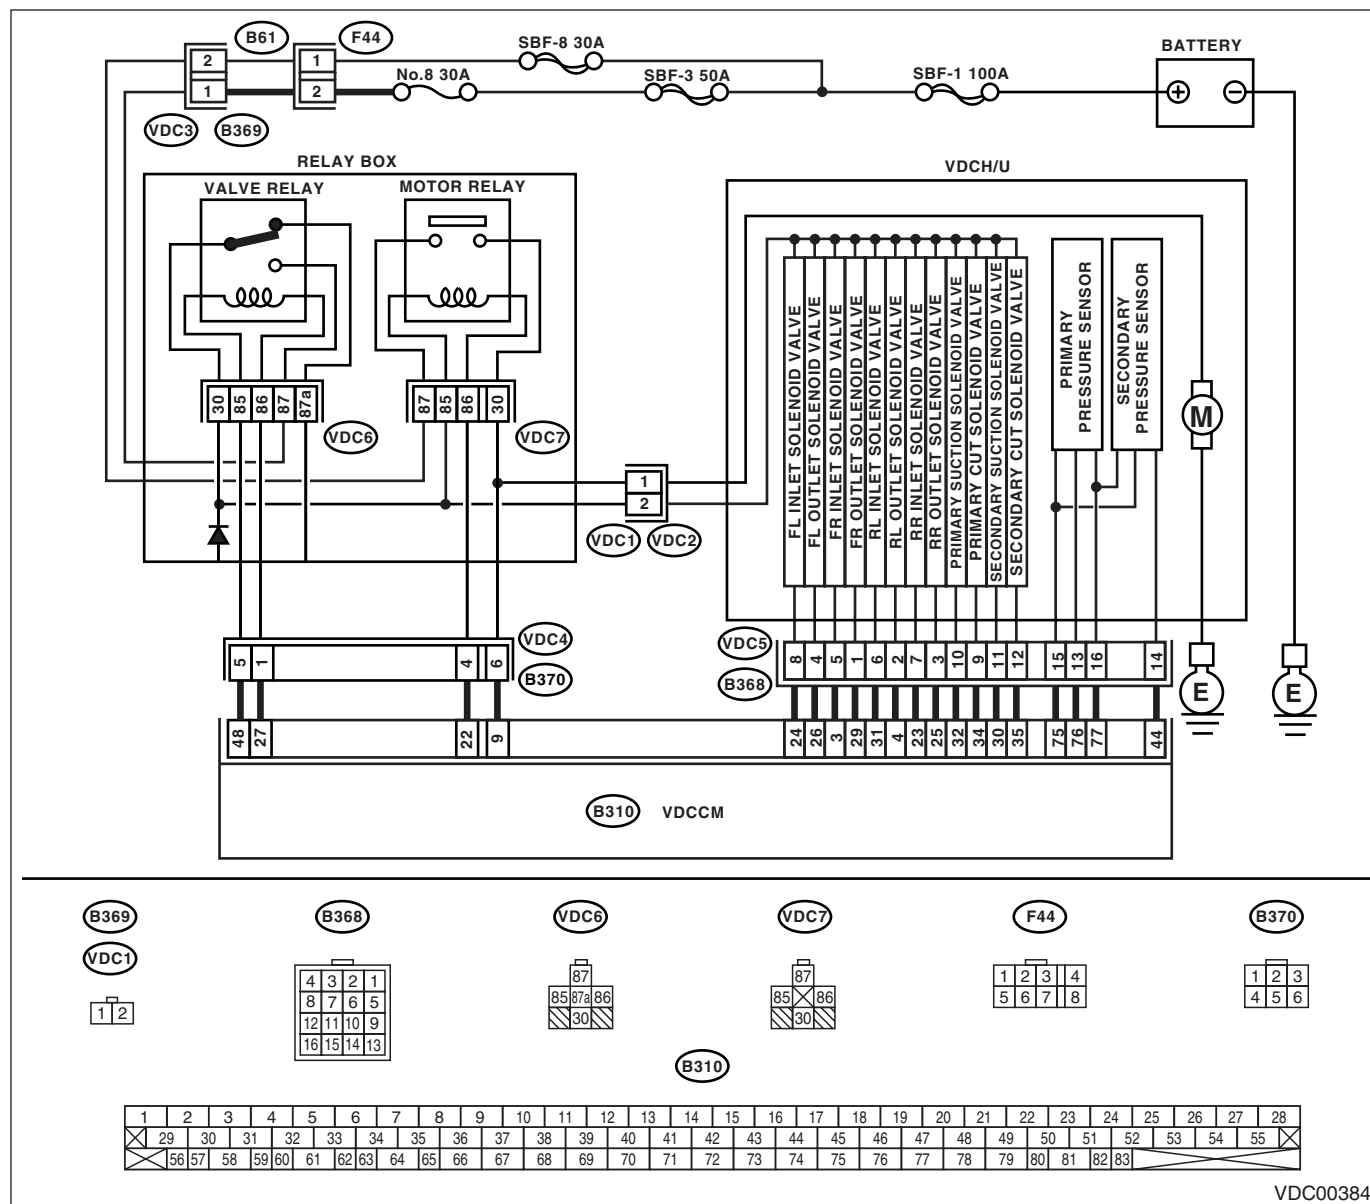 B61 F44 SBF-8 30A BATTERY
2 1
No.8 30A SBF-3 50A SBF-1 100A
1 2
VDC3 B369
RELAY BOX VDCH/U
VALVE RELAY MOTOR RELAY
FL INLET SOLENOID VALVE
FL OUTLET SOLENOID VALVE
FR INLET SOLENOID VALVE
FR OUTLET SOLENOID VALVE
RL INLET SOLENOID VALVE
RL OUTLET SOLENOID VALVE
RR INLET SOLENOID VALVE
RR OUTLET SOLENOID VALVE
PRIMARY SUCTION SOLENOID VALVE
PRIMARY CUT SOLENOID VALVE
SECONDARY SUCTION SOLENOID VALVE
SECONDARY CUT SOLENOID VALVE
PRIMARY
PRESSURE SENSOR
SECONDARY
PRESSURE SENSOR
M
30 85 86 87 87a 87 85 86 30
VDC6 VDC7
1
2
VDC1 VDC2
VDC4 VDC5
5 1 4 6 8 4 5 1 6 2 7 3 10 9 11 12 15 13 16 14
B370 B368 E E
48 27 22 9 24 26 3 29 31 4 23 25 32 34 30 35 75 76 77 44
B310 VDCCM
B369 B368 VDC6 VDC7 F44 B370
VDC1
1 2
4 3 2 1
8 7 6 5
12 11 10 9
16 15 14 13
87
85 87a 86
30
87
85 86
30
1 2 3 4
5 6 7 8
1 2 3
4 5 6
B310
1 2 3 4 5 6 7 8 9 10 11 12 13 14 15 16 17 18 19 20 21 22 23 24 25 26 27 28
29 30 31 32 33 34 35 36 37 38 39 40 41 42 43 44 45 46 47 48 49 50 51 52 53 54 55
56 57 58 59 60 61 62 63 64 65 66 67 68 69 70 71 72 73 74 75 76 77 78 79 80 81 82 83
VDC00384